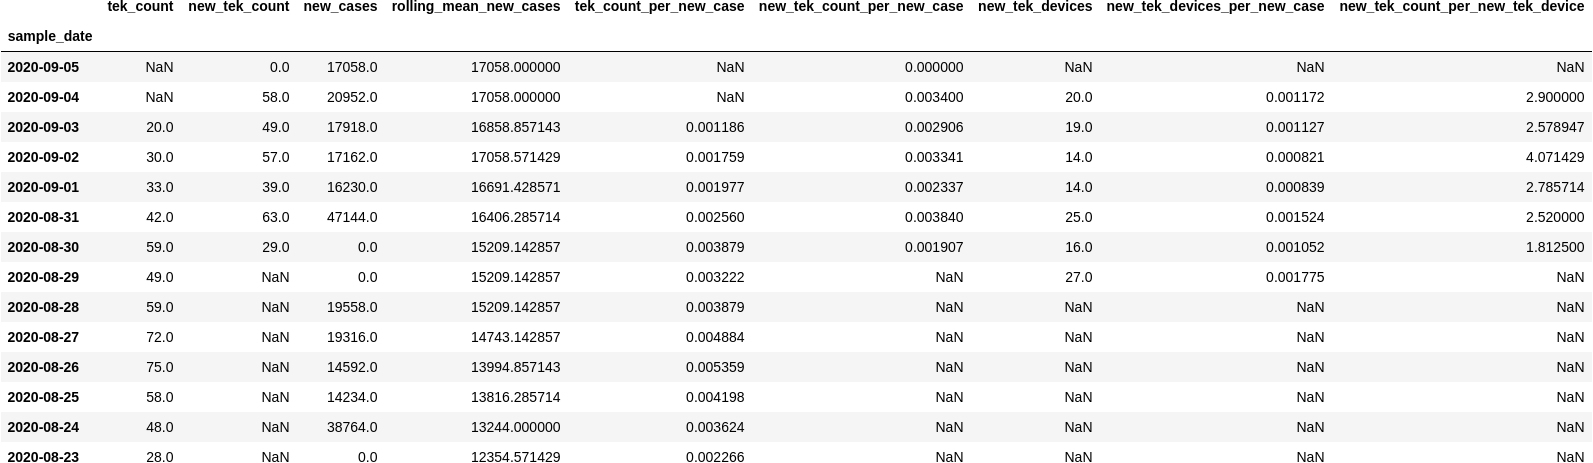 tek_count new_tek_count new_cases rolling_mean_new_cases tek_count_per_new_case new_tek_count_per_new_case new_tek_devices new_tek_devices_per_new_case new_tek_count_per_new_tek_device
sample_date
2020-09-05 NaN 0.0 17058.0 17058.000000 NaN 0.000000 NaN NaN NaN
2020-09-04 NaN 58.0 20952.0 17058.000000 NaN 0.003400 20.0 0.001172 2.900000
2020-09-03 20.0 49.0 17918.0 16858.857143 0.001186 0.002906 19.0 0.001127 2.578947
2020-09-02 30.0 57.0 17162.0 17058.571429 0.001759 0.003341 14.0 0.000821 4.071429
2020-09-01 33.0 39.0 16230.0 16691.428571 0.001977 0.002337 14.0 0.000839 2.785714
2020-08-31 42.0 63.0 47144.0 16406.285714 0.002560 0.003840 25.0 0.001524 2.520000
2020-08-30 59.0 29.0 0.0 15209.142857 0.003879 0.001907 16.0 0.001052 1.812500
2020-08-29 49.0 NaN 0.0 15209.142857 0.003222 NaN 27.0 0.001775 NaN
2020-08-28 59.0 NaN 19558.0 15209.142857 0.003879 NaN NaN NaN NaN
2020-08-27 72.0 NaN 19316.0 14743.142857 0.004884 NaN NaN NaN NaN
2020-08-26 75.0 NaN 14592.0 13994.857143 0.005359 NaN NaN NaN NaN
2020-08-25 58.0 NaN 14234.0 13816.285714 0.004198 NaN NaN NaN NaN
2020-08-24 48.0 NaN 38764.0 13244.000000 0.003624 NaN NaN NaN NaN
2020-08-23 28.0 NaN 0.0 12354.571429 0.002266 NaN NaN NaN NaN